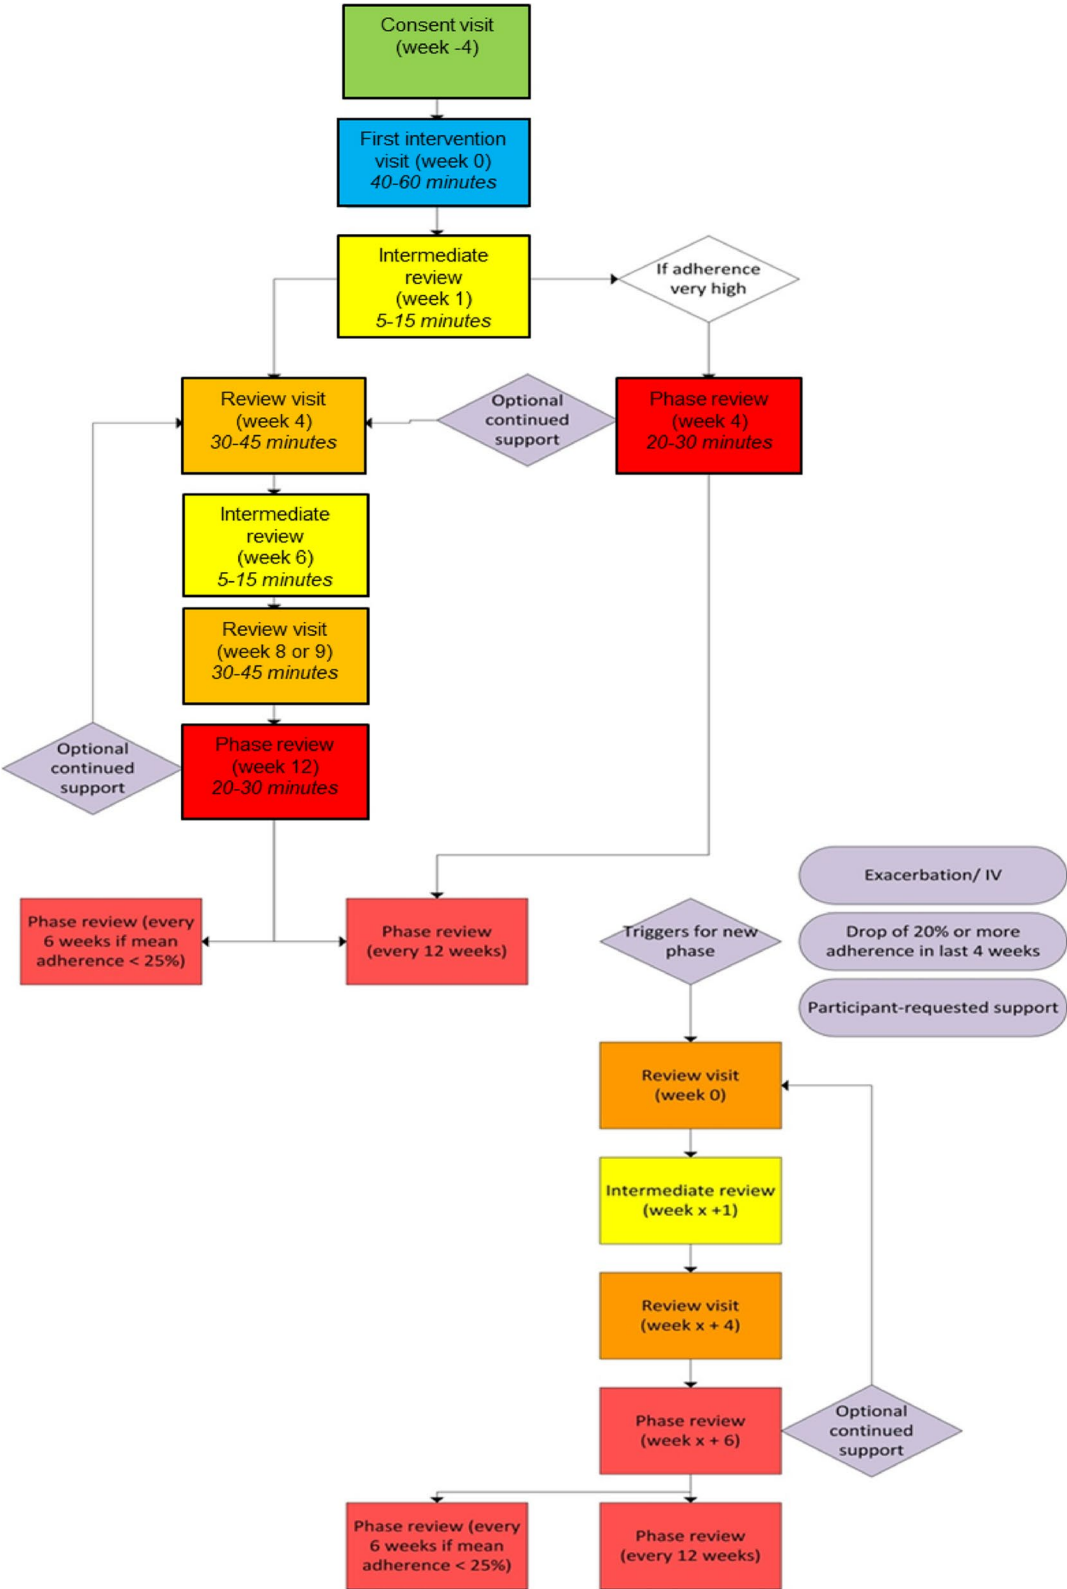 Consent visit
(week -4)
First intervention
visit (week 0)
40-60 minutes
Intermediate
review
(week 1)
5-15 minutes
If adherence
very high
Review visit
(week 4)
30-45 minutes
Optional
continued
support
Phase review
(week 4)
20-30 minutes
Intermediate
review
(week 6)
5-15 minutes
Review visit
(week 8 or 9)
30-45 minutes
Optional
continued
support
Phase review
(week 12)
20-30 minutes
Phase review (every
6 weeks if mean
adherence < 25%)
Phase review
(every 12 weeks)
Triggers for new
phase
Exacerbation/ IV
Drop of 20% or more
adherence in last 4 weeks
Participant-requested support
Review visit
(week 0)
Intermediate review
(week x +1)
Review visit
(week x + 4)
Phase review
(week x + 6)
Optional
continued
support
Phase review (every
6 weeks if mean
adherence < 25%)
Phase review
(every 12 weeks)